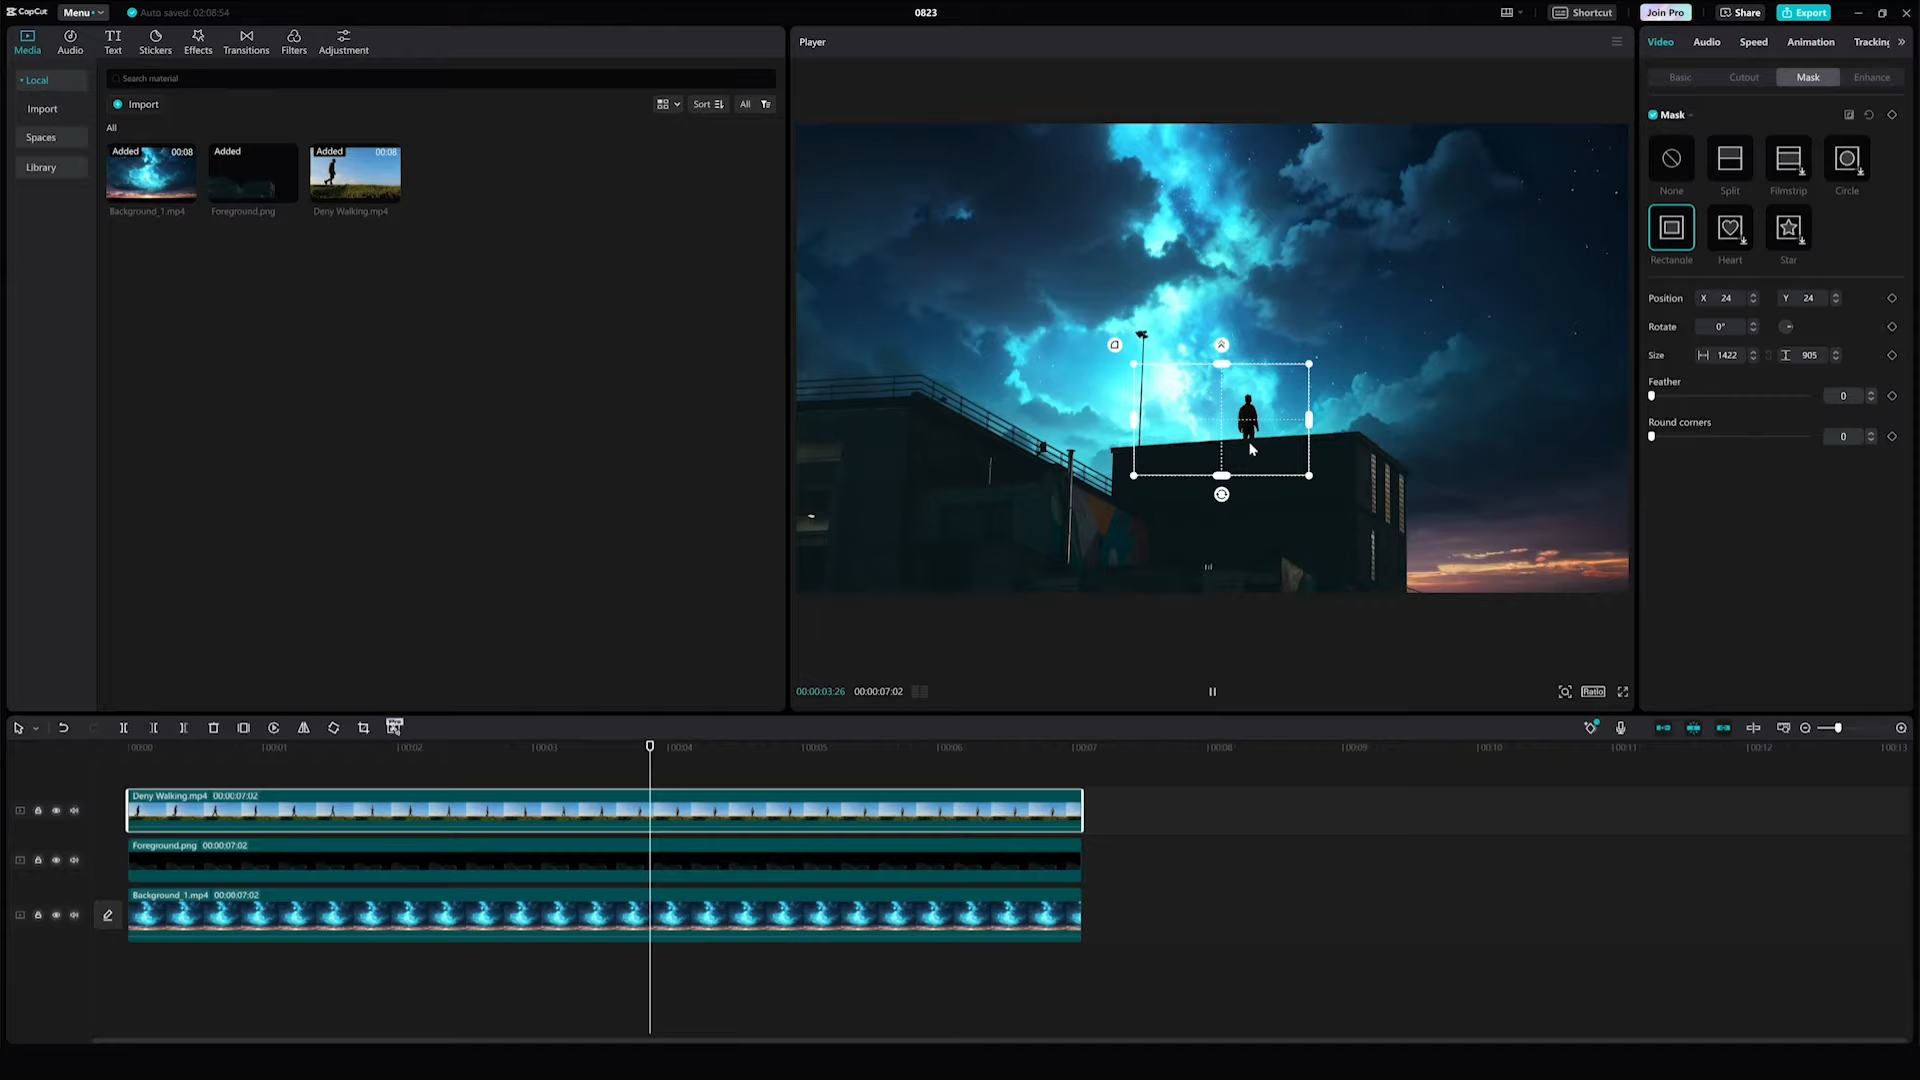 CapCut Menu Auto saved: 02:08:54 0823 Shortcut Join Pro Share Export
Media Audio Text Stickers Effects Transitions Filters Adjustment
TI
Local
Import
Spaces
Library
Search material
Import Sort All
All
Added 00:08 Added Added 00:08
Background_1.mp4 Foreground.png Deny Walking.mp4
Player
00:00:03:26 00:00:07:02 Ratio
Video Audio Speed Animation Tracking
Basic Cutout Mask Enhance
Mask
None Split Filmstrip Circle
Rectangle Heart Star
Position X 24 Y 24
Rotate 0°
Size 1422 905
Feather
0
Round corners
0
00:00 00:01 00:02 00:03 00:04 00:05 00:06 00:07 00:08 00:09 00:10 00:11 00:12 00:13
Deny Walking.mp4 00:00:07:02
Foreground.png 00:00:07:02
Background_1.mp4 00:00:07:02